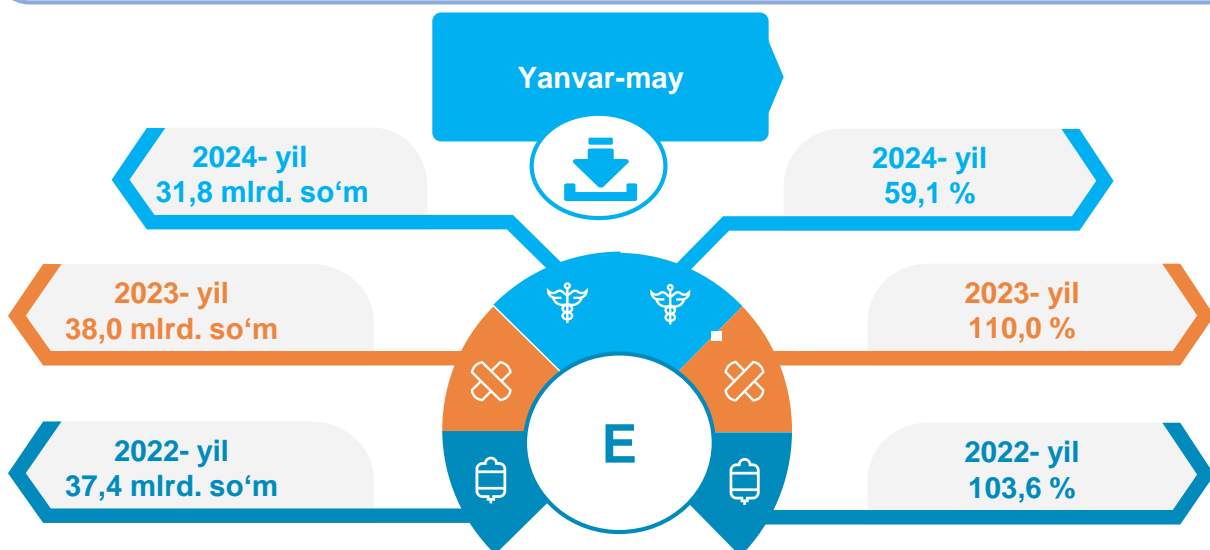 Yanvar-may
2024- yil
31,8 mlrd. so‘m
2024- yil
59,1 %
2023- yil
38,0 mlrd. so‘m
2023- yil
110,0 %
2022- yil
37,4 mlrd. so‘m
2022- yil
103,6 %
E